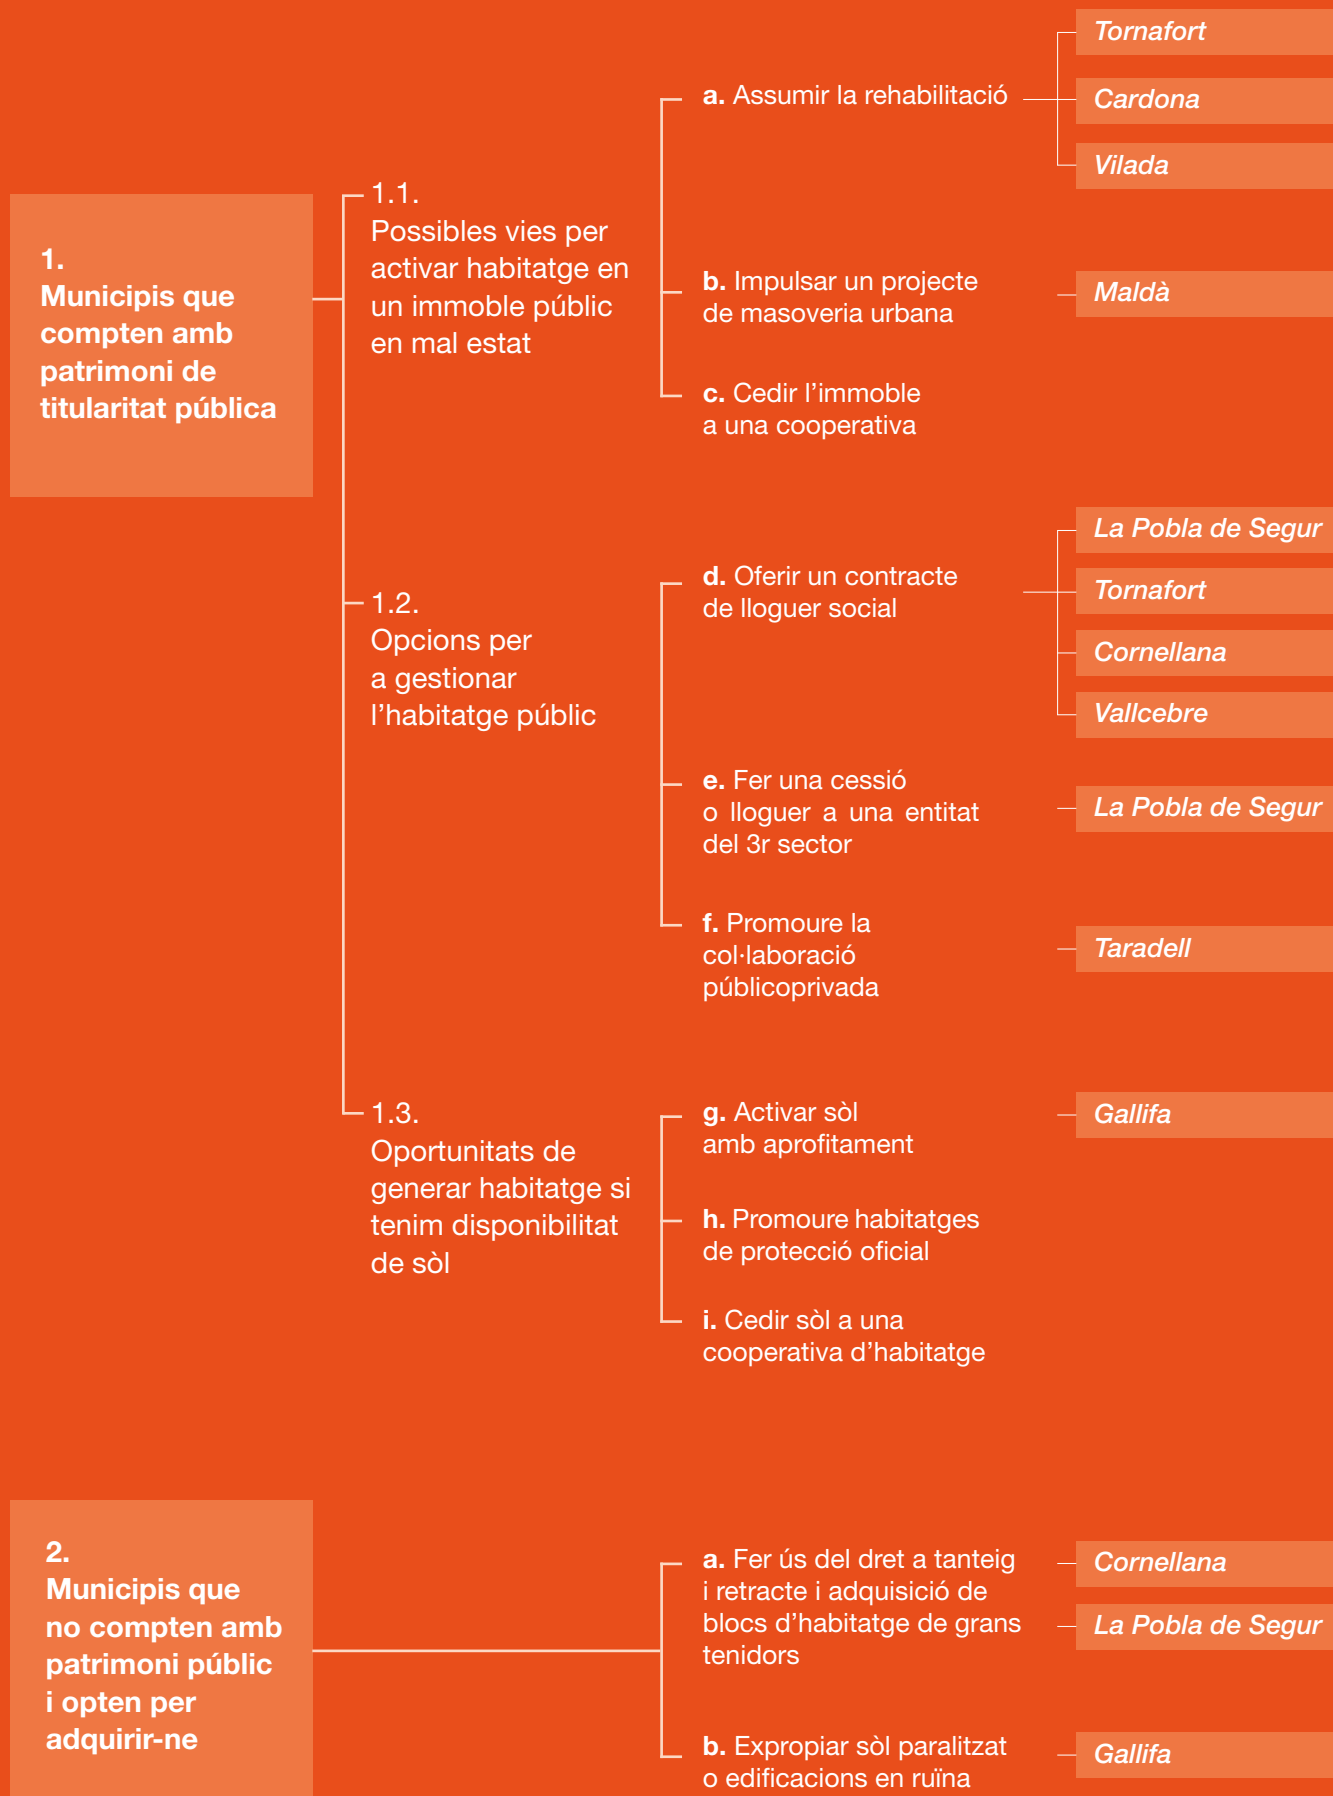 1.
Municipis que
compten amb
patrimoni de
titularitat pública
1.1.
Possibles vies per
activar habitatge en
un immoble públic
en mal estat
a. Assumir la rehabilitació
Tornafort
Cardona
Vilada
b. Impulsar un projecte
de masoveria urbana
Maldà
c. Cedir l’immoble
a una cooperativa
1.2.
Opcions per
a gestionar
l’habitatge públic
d. Oferir un contracte
de lloguer social
La Pobla de Segur
Tornafort
Cornellana
Vallcebre
e. Fer una cessió
o lloguer a una entitat
del 3r sector
La Pobla de Segur
f. Promoure la
col·laboració
públicoprivada
Taradell
1.3.
Oportunitats de
generar habitatge si
tenim disponibilitat
de sòl
g. Activar sòl
amb aprofitament
Gallifa
h. Promoure habitatges
de protecció oficial
i. Cedir sòl a una
cooperativa d’habitatge
2.
Municipis que
no compten amb
patrimoni públic
i opten per
adquirir-ne
a. Fer ús del dret a tanteig
i retracte i adquisició de
blocs d’habitatge de grans
tenidors
Cornellana
La Pobla de Segur
b. Expropiar sòl paralitzat
o edificacions en ruïna
Gallifa